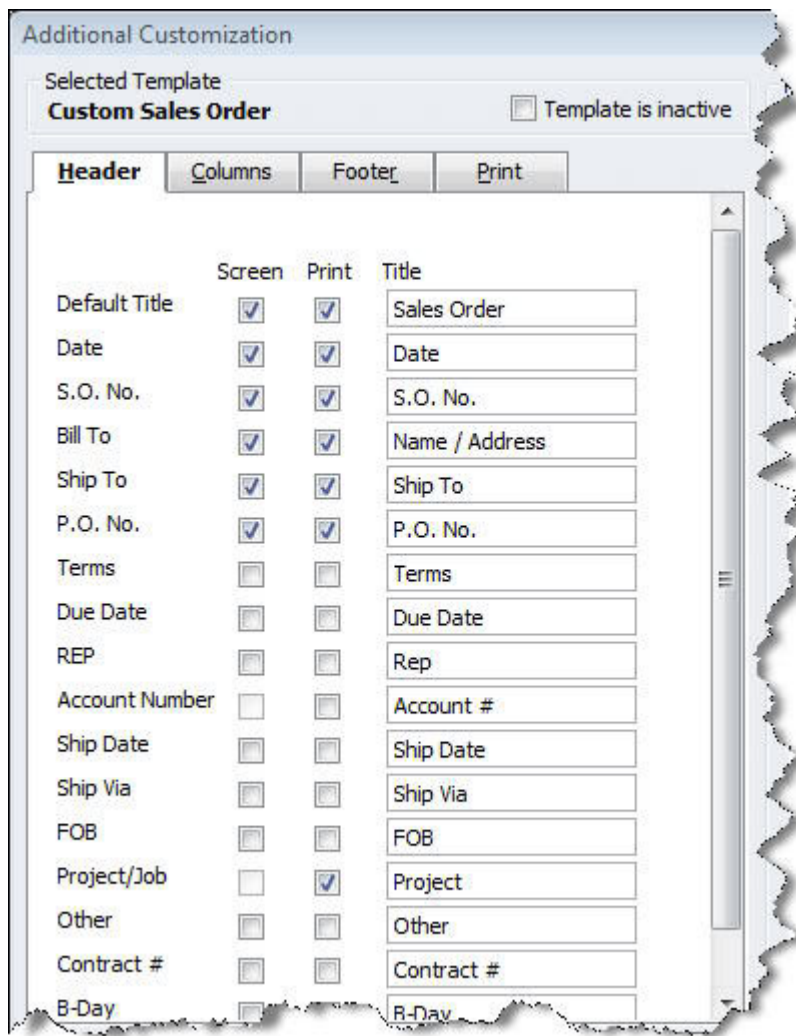 Additional Customization
Selected Template
Custom Sales Order Template is inactive
Header Columns Footer Print
Screen Print Title
Default Title Sales Order
Date Date
S.O. No. S.O. No.
Bill To Name / Address
Ship To Ship To
P.O. No. P.O. No.
Terms Terms
Due Date Due Date
REP Rep
Account Number Account #
Ship Date Ship Date
Ship Via Ship Via
FOB FOB
Project/Job Project
Other Other
Contract # Contract #
B-Day B-Day